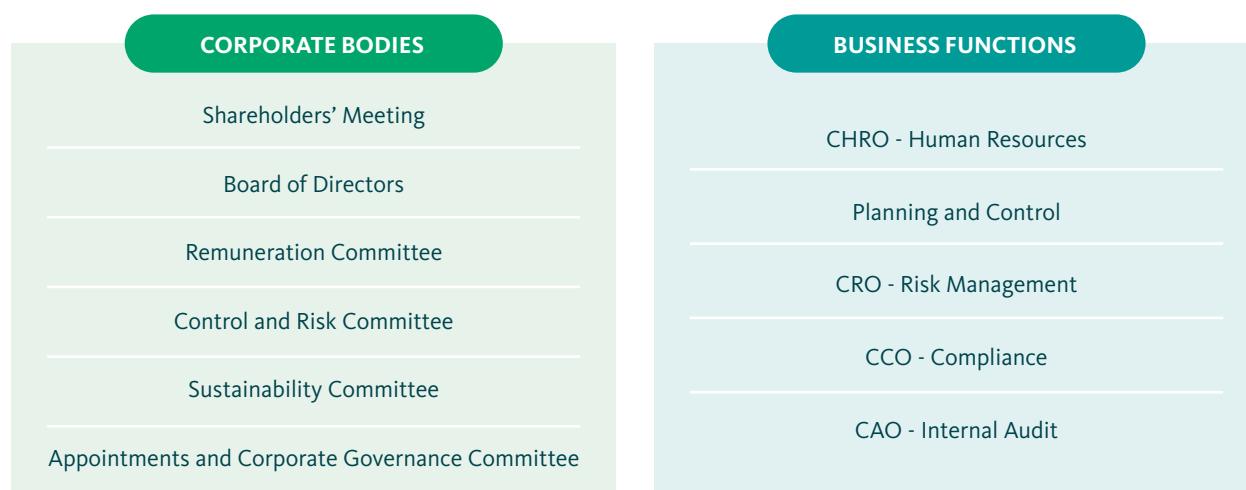 CORPORATE BODIES
Shareholders’ Meeting
Board of Directors
Remuneration Committee
Control and Risk Committee
Sustainability Committee
Appointments and Corporate Governance Committee
BUSINESS FUNCTIONS
CHRO - Human Resources
Planning and Control
CRO - Risk Management
CCO - Compliance
CAO - Internal Audit